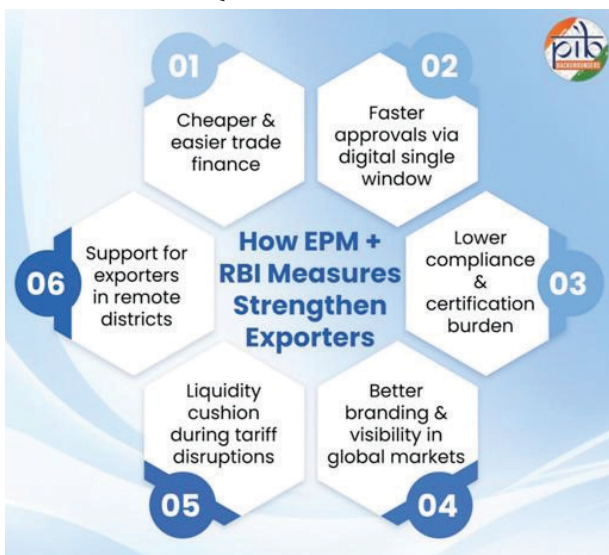 pib
BACKGROUNDERS
01
Cheaper &
easier trade
finance
02
Faster
approvals via
digital single
window
How EPM +
RBI Measures
Strengthen
Exporters
03
Lower
compliance
&
certification
burden
04
Better
branding &
visibility in
global markets
05
Liquidity
cushion
during tariff
disruptions
06
Support for
exporters
in remote
districts